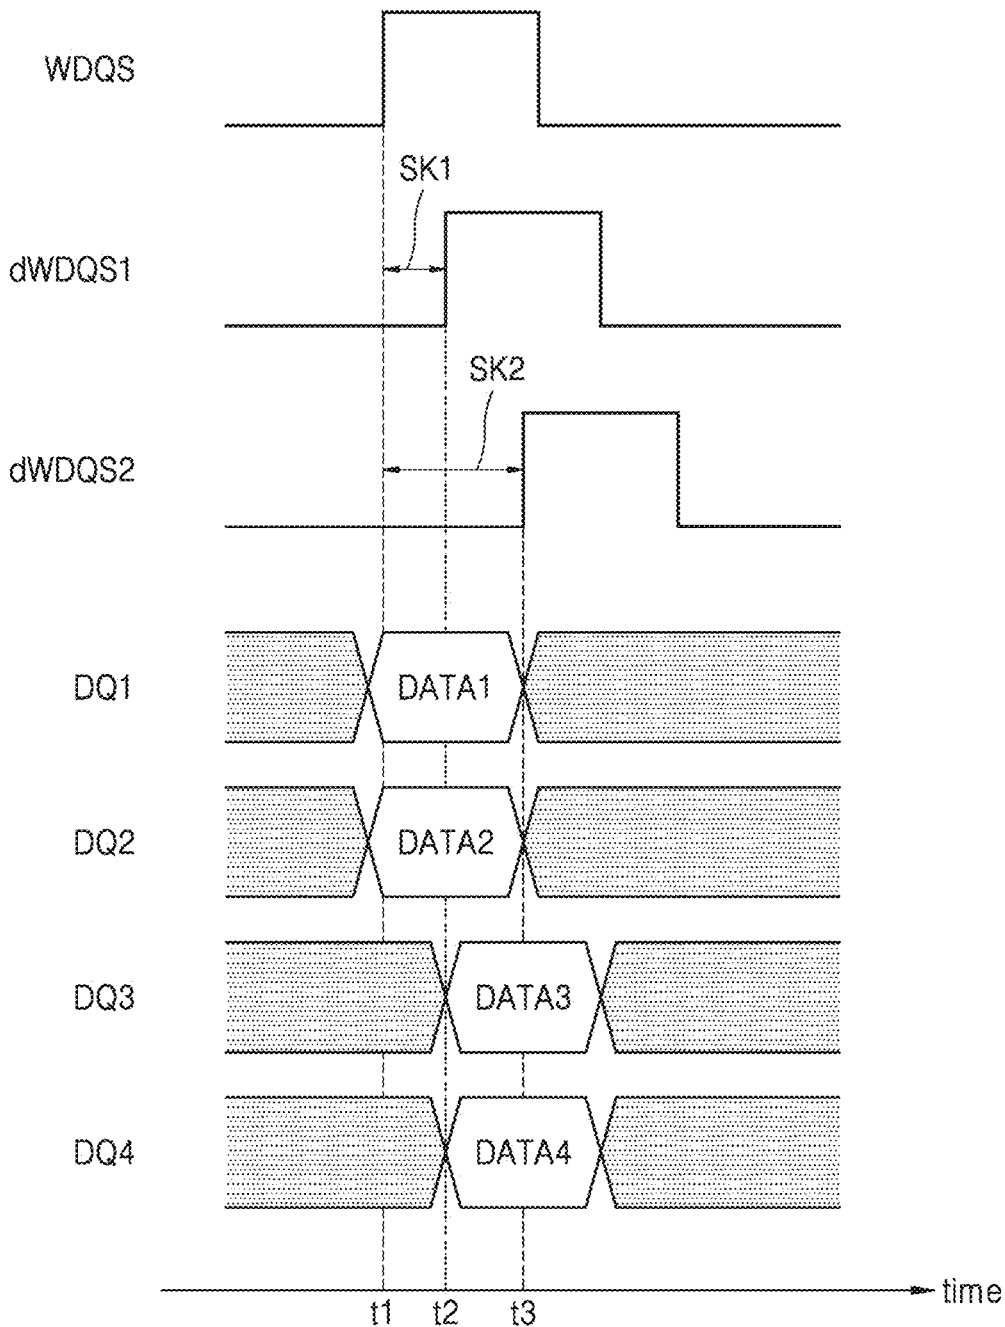 WDQS
SK1
dWDQS1
SK2
dWDQS2
DQ1 DATA1
DQ2 DATA2
DQ3 DATA3
DQ4 DATA4
time
t1 t2 t3